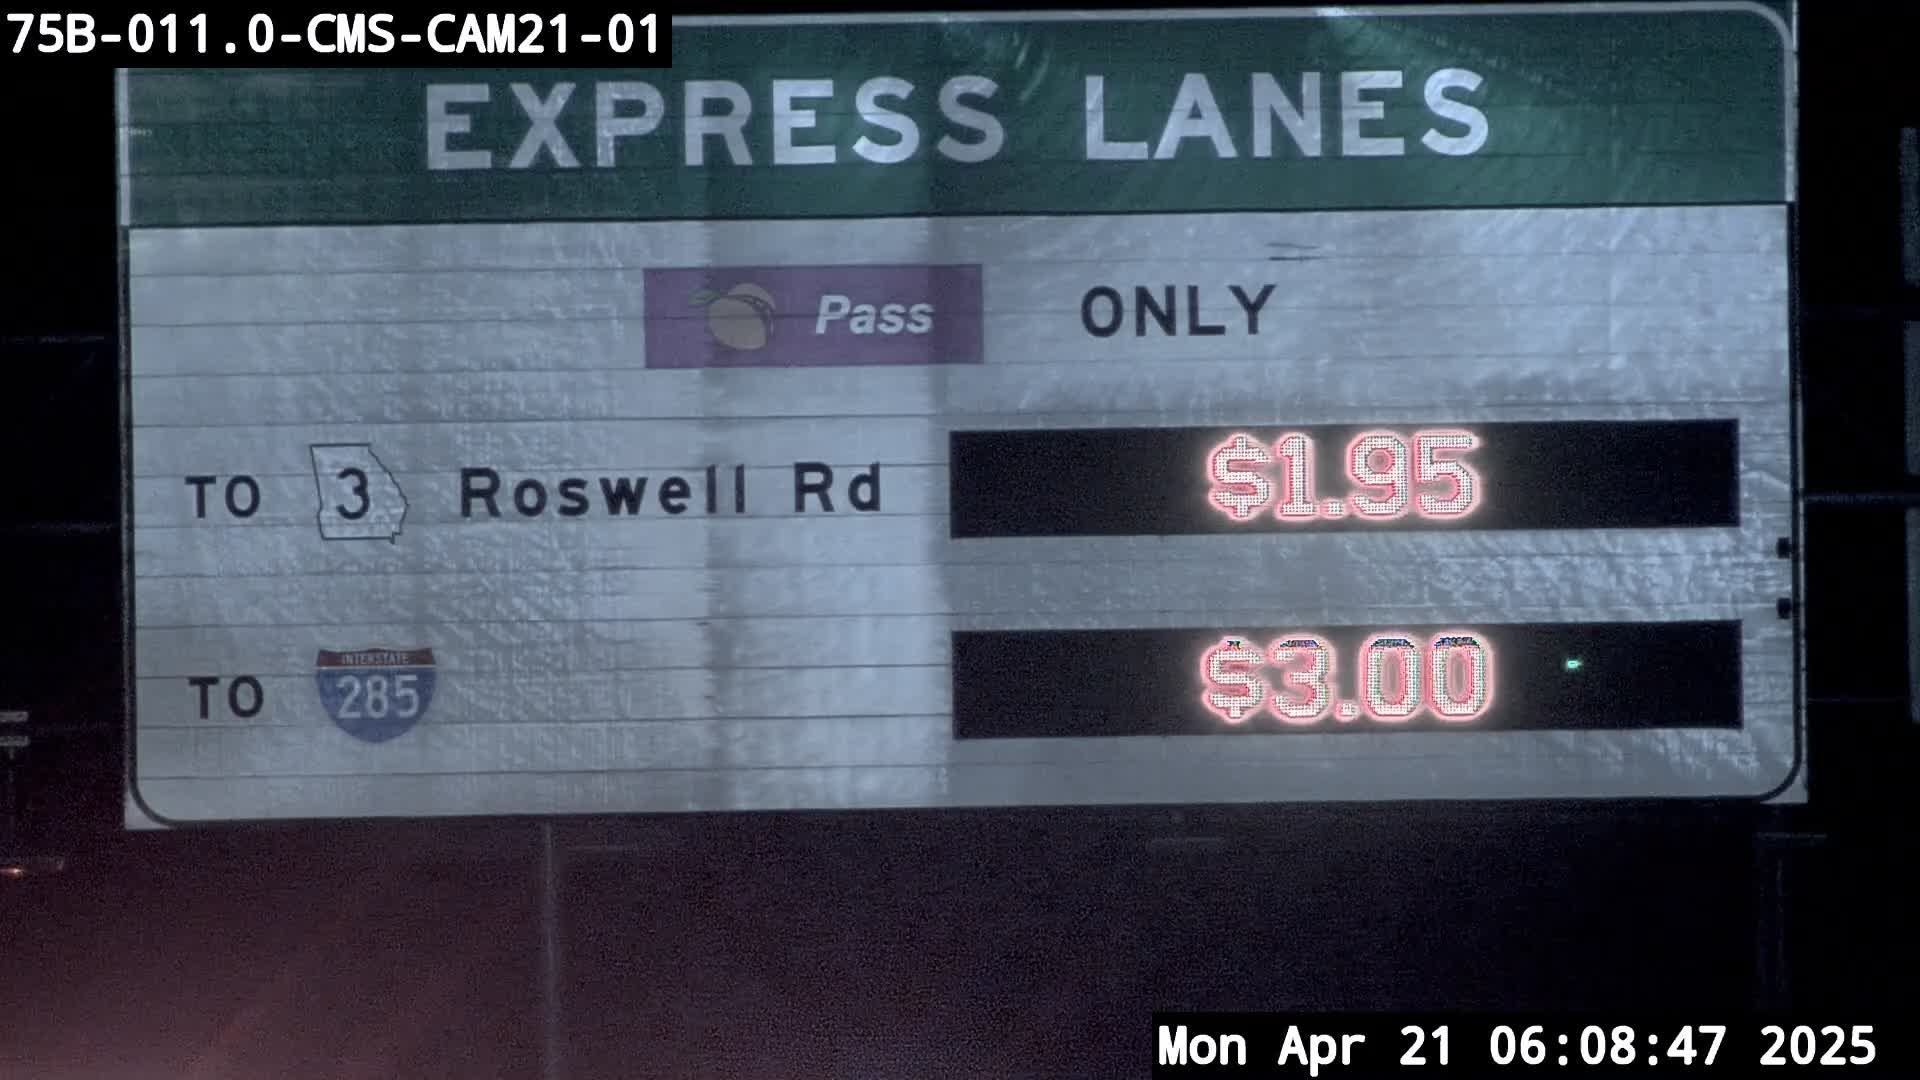 75B-011.0-CMS-CAM21-01
EXPRESS LANES
Pass ONLY
TO 3 Roswell Rd $1.95
TO INTERSTATE 285 $3.00
Mon Apr 21 06:08:47 2025